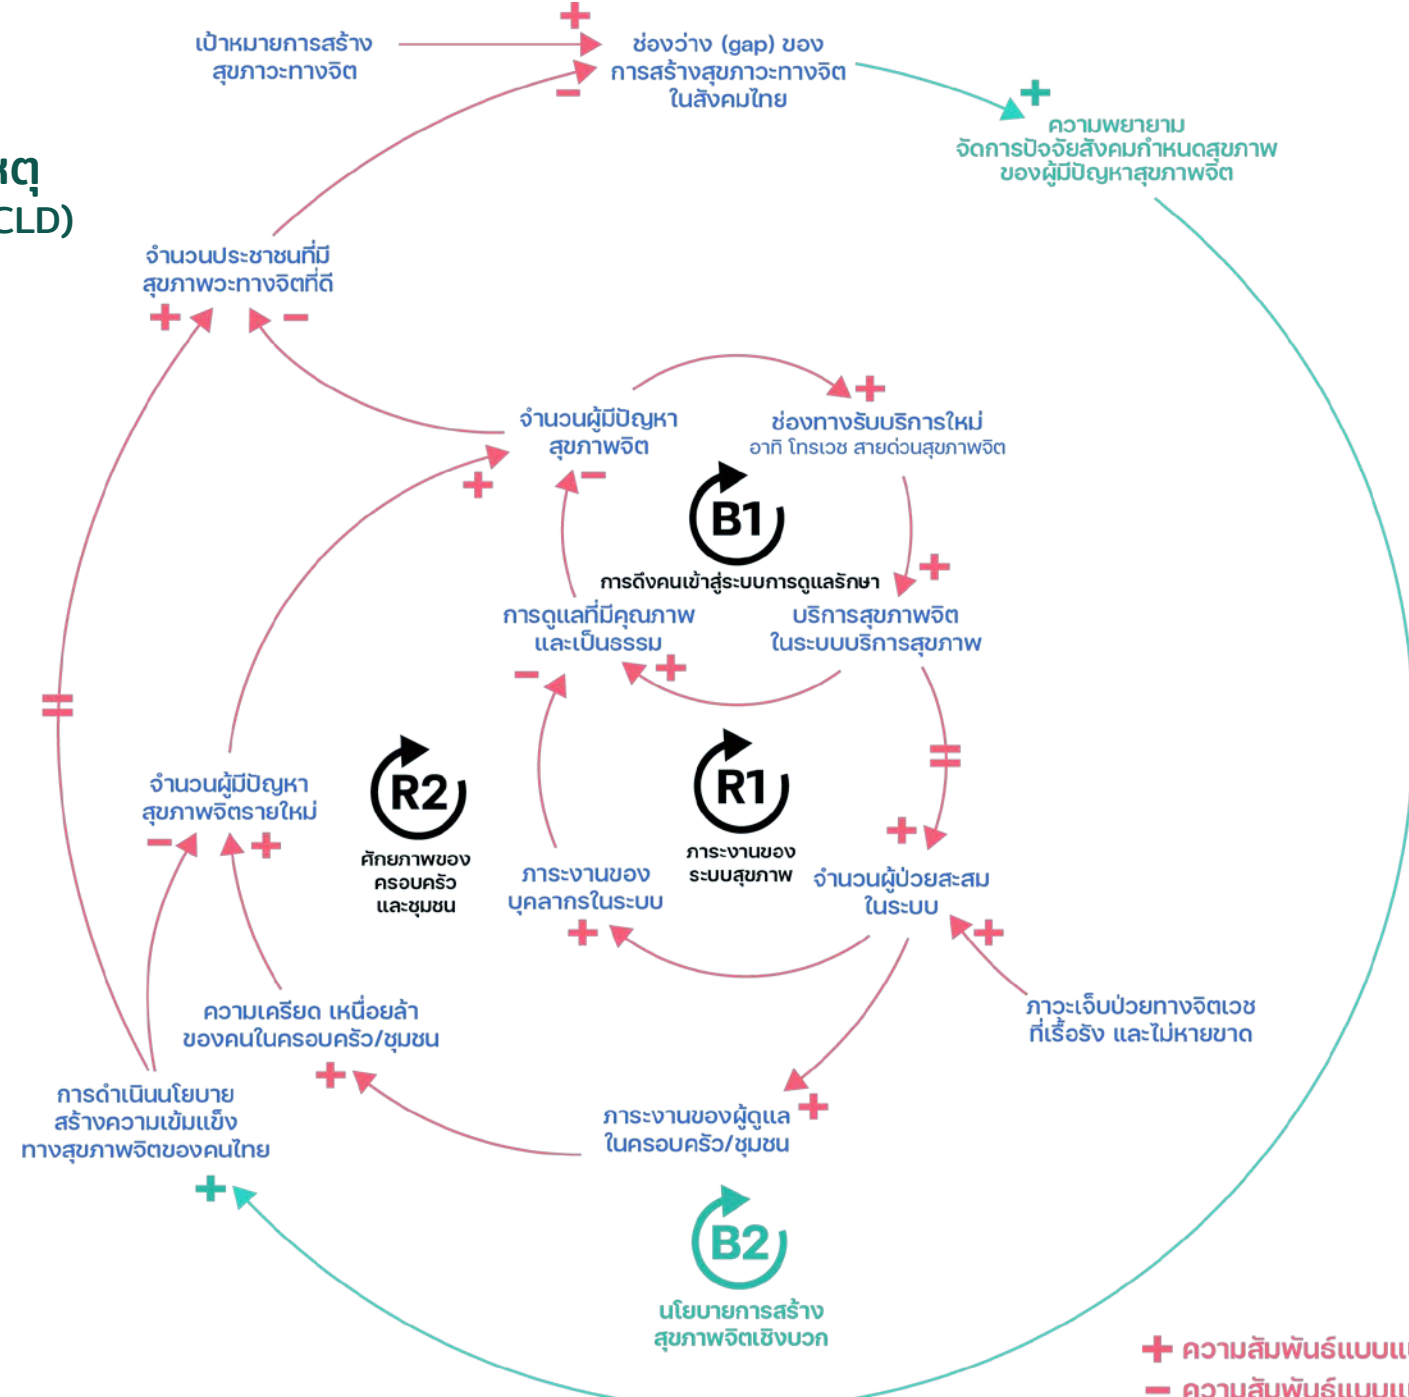 เป้าหมายการสร้าง
สุขภาวะทางจิต
ช่องว่าง (gap) ของ
การสร้างสุขภาวะทางจิต
ในสังคมไทย
ความพยายาม
จัดการปัจจัยสังคมกำหนดสุขภาพ
ของผู้มีปัญหาสุขภาพจิต
CLD)
จำนวนประชาชนที่มี
สุขภาพวะทางจิตที่ดี
จำนวนผู้มีปัญหา
สุขภาพจิต
ช่องทางรับบริการใหม่
อาทิ โทรเวช สายด่วนสุขภาพจิต
B1
การดึงคนเข้าสู่ระบบการดูแลรักษา
การดูแลที่มีคุณภาพ
และเป็นธรรม
บริการสุขภาพจิต
ในระบบบริการสุขภาพ
จำนวนผู้มีปัญหา
สุขภาพจิตรายใหม่
R2
ศักยภาพของ
ครอบครัว
และชุมชน
R1
ภาระงานของ
ระบบสุขภาพ
ภาระงานของ
บุคลากรในระบบ
จำนวนผู้ป่วยสะสม
ในระบบ
ความเครียด เหนื่อยล้า
ของคนในครอบครัว/ชุมชน
ภาวะเจ็บป่วยทางจิตเวช
ที่เรื้อรัง และไม่หายขาด
การดำเนินนโยบาย
สร้างความเข้มแข็ง
ทางสุขภาพจิตของคนไทย
ภาระงานของผู้ดูแล
ในครอบครัว/ชุมชน
B2
นโยบายการสร้าง
สุขภาพจิตเชิงบวก
+ ความสัมพันธ์แบบ
− ความสัมพันธ์แบบ